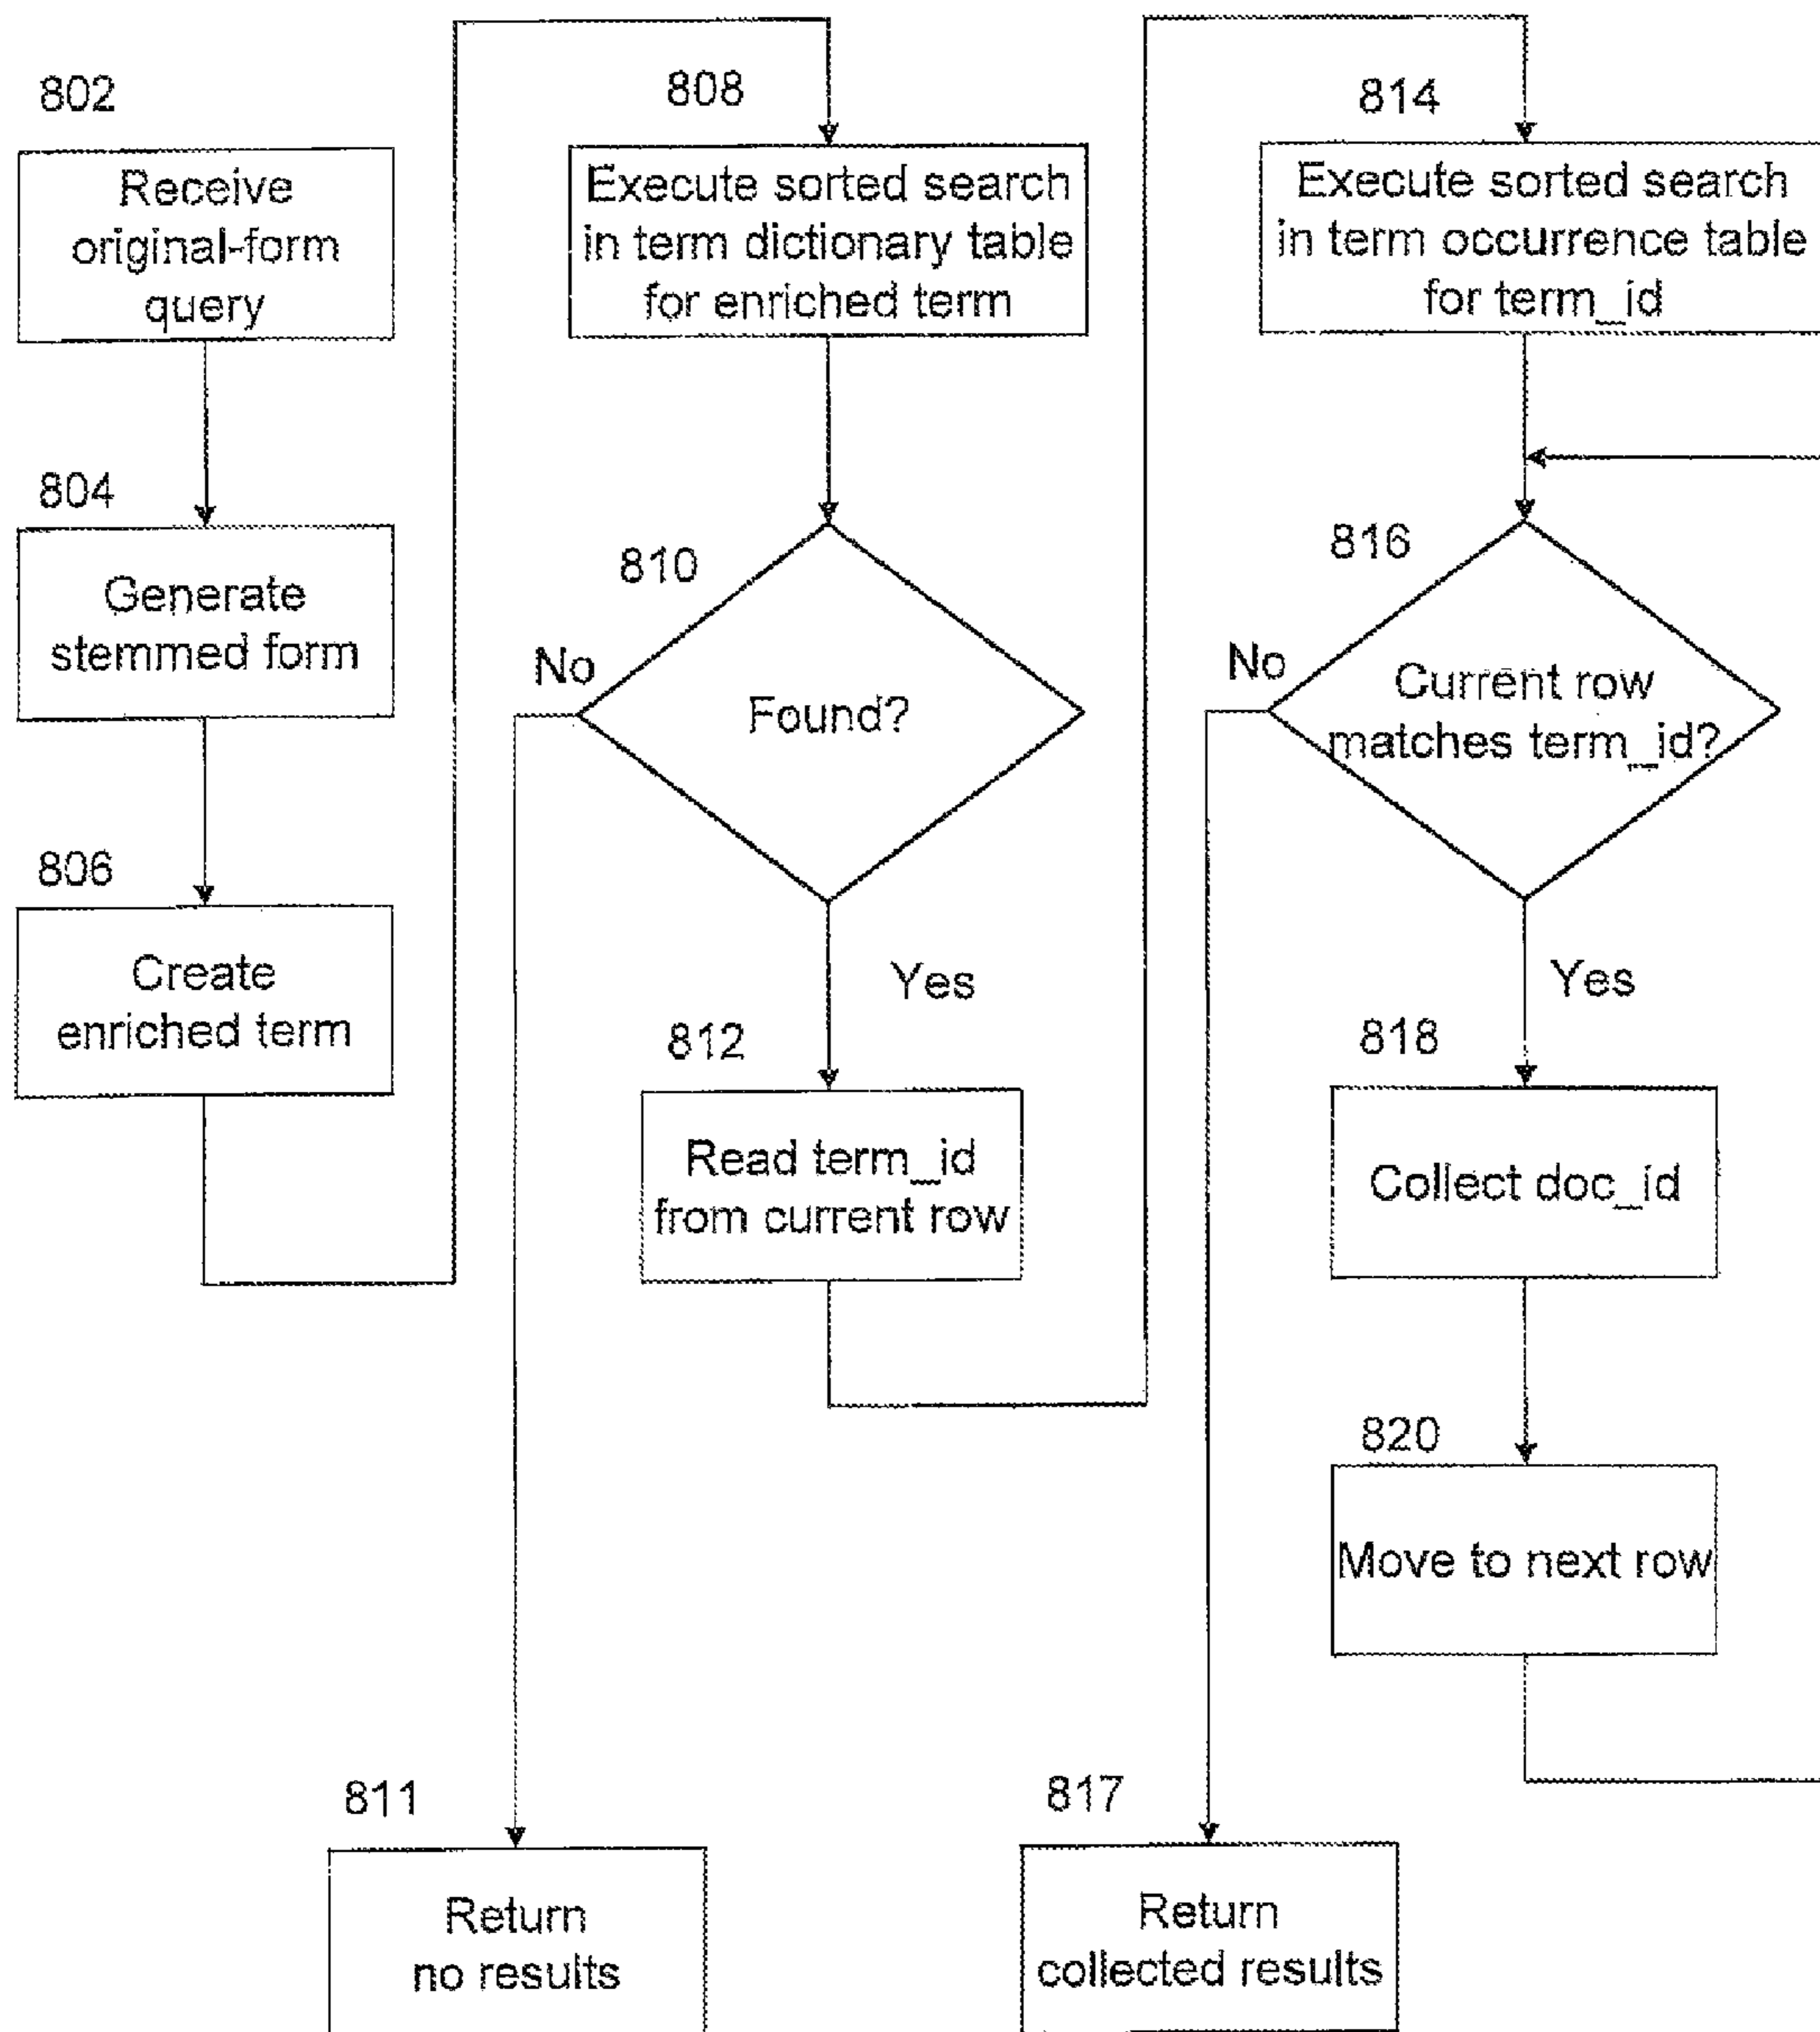 802
Receive
original-form
query
804
Generate
stemmed form
806
Create
enriched term
808
Execute sorted search
in term dictionary table
for enriched term
810
No
Found?
Yes
812
Read term_id
from current row
811
Return
no results
814
Execute sorted search
in term occurrence table
for term_id
816
No
Current row
matches term_id?
Yes
818
Collect doc_id
820
Move to next row
817
Return
collected results